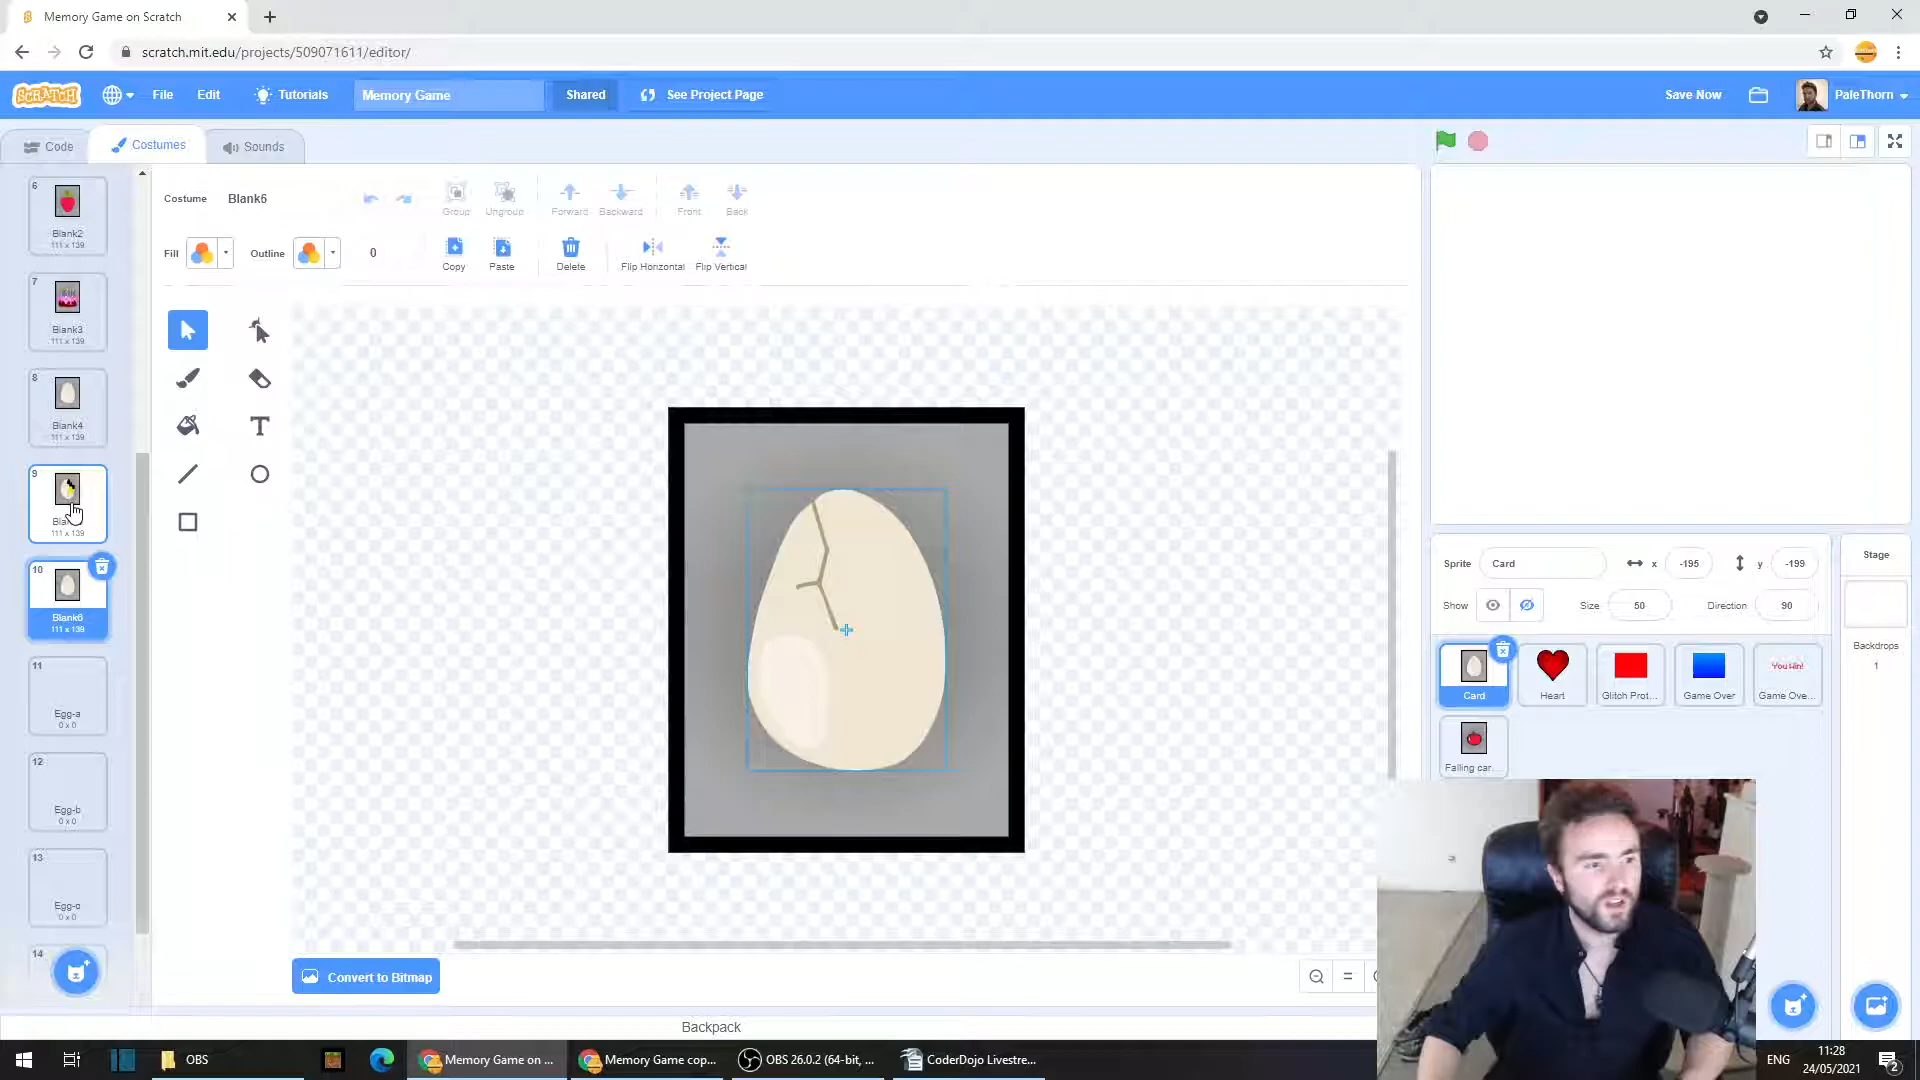 Memory Game on Scratch
scratch.mit.edu/projects/509071611/editor/
SCRATCH
File
Edit
Tutorials
Memory Game
Shared
See Project Page
Save Now
PaleThorn
Code
Costumes
Sounds
6
Blank2
111 x 139
7
Blank3
111 x 139
8
Blank4
111 x 139
9
111 x 139
10
Blank6
111 x 139
11
Egg-a
0 x 0
12
Egg-b
0 x 0
13
Egg-c
0 x 0
14
Costume
Blank6
Group
Ungroup
Forward
Backward
Front
Back
Fill
Outline
0
Copy
Paste
Delete
Flip Horizontal
Flip Vertical
T
Convert to Bitmap
Backpack
Sprite
Card
x
-195
y
-199
Show
Size
50
Direction
90
Card
Heart
Glitch Prot...
Game Over
You Win!
Game Ove...
Falling car...
Stage
Backdrops
1
OBS
Memory Game on ...
Memory Game cop...
OBS 26.0.2 (64-bit, ...
CoderDojo Livestre...
ENG
11:28
24/05/2021
2